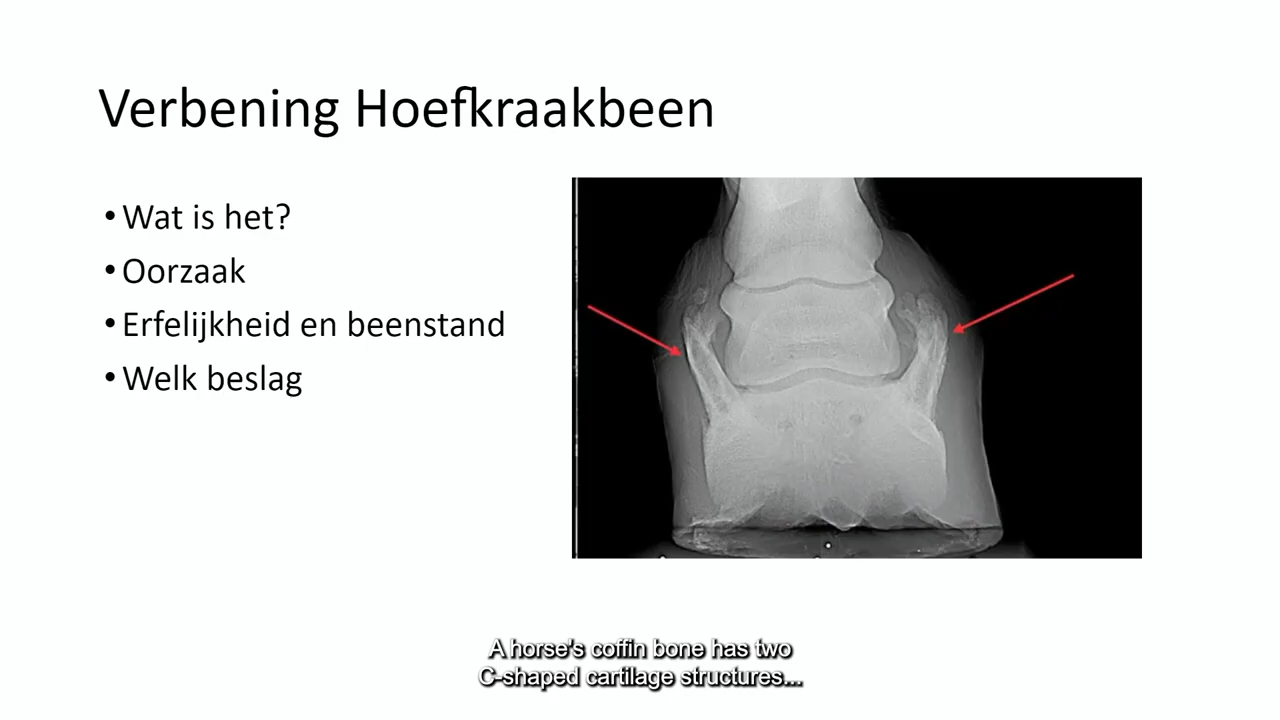 Verbening Hoefkraakbeen
• Wat is het?
• Oorzaak
• Erfelijkheid en beenstand
• Welk beslag
A horse's coffin bone has two
C-shaped cartilage structures...